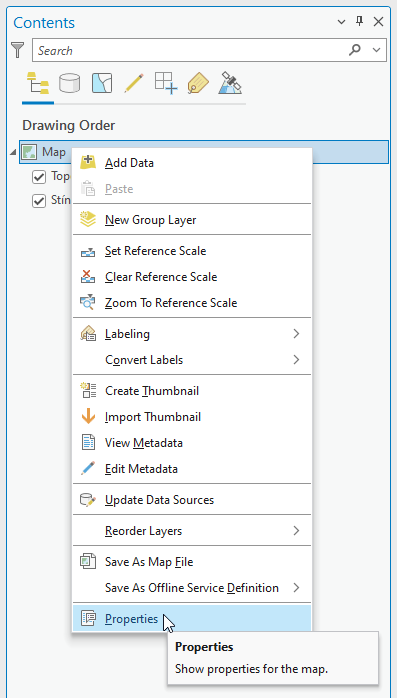 Contents
Search
Drawing Order
Map
Top
Stín
Add Data
Paste
New Group Layer
Set Reference Scale
Clear Reference Scale
Zoom To Reference Scale
Labeling
Convert Labels
Create Thumbnail
Import Thumbnail
View Metadata
Edit Metadata
Update Data Sources
Reorder Layers
Save As Map File
Save As Offline Service Definition
Properties
Properties
Show properties for the map.